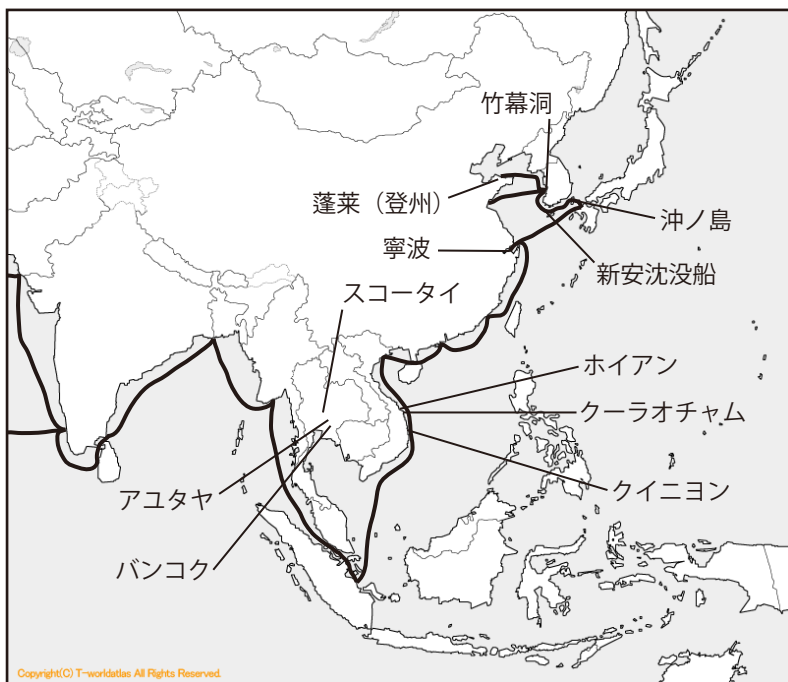 竹幕洞
蓬莱（登州）
沖ノ島
寧波
新安沈没船
スコータイ
ホイアン
クーラオチャム
アユタヤ
クイニヨン
バンコク
Copyright(C) T-worldatlas All Rights Reserved.